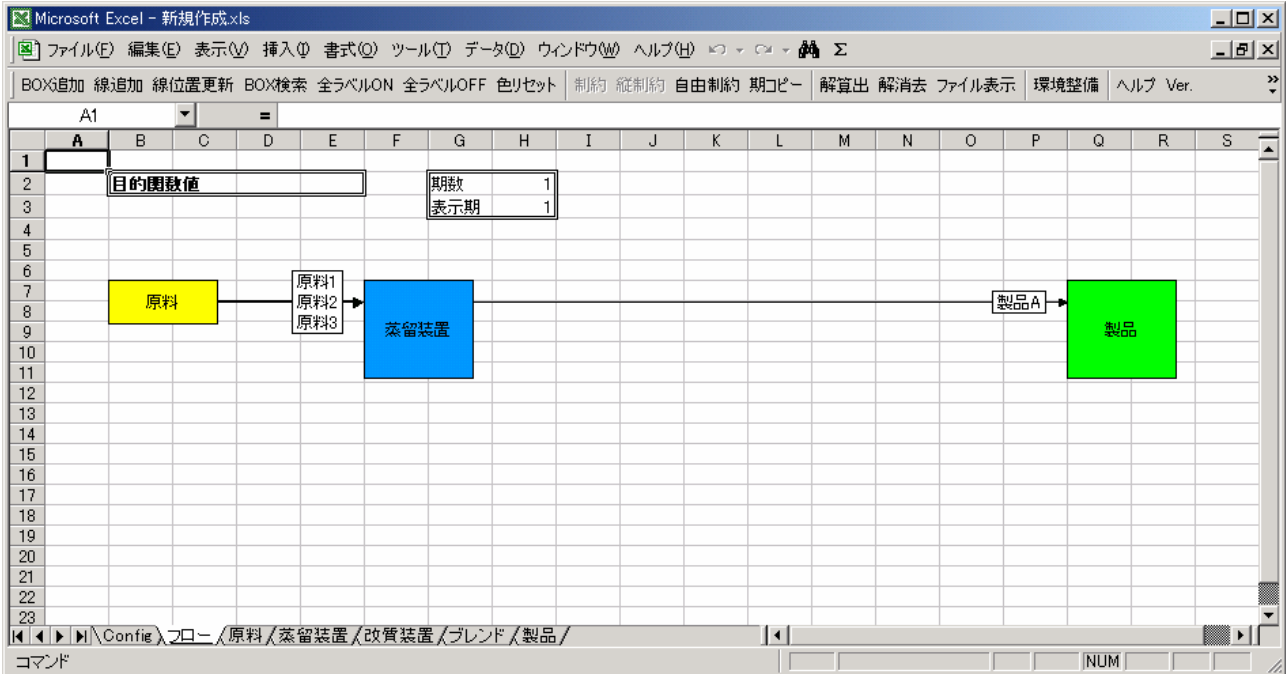 Microsoft Excel - 新規作成.xls
ファイル(F) 編集(E) 表示(V) 挿入(I) 書式(O) ツール(T) データ(D) ウィンドウ(W) ヘルプ(H) Σ
BOX追加 線追加 線位置更新 BOX検索 全ラベルON 全ラベルOFF 色リセット 制約 縦制約 自由制約 期コピー 解算出 解消去 ファイル表示 環境整備 ヘルプ Ver.
A1 =
A B C D E F G H I J K L M N O P Q R S
1
2 目的関数値 期数 1
3 表示期 1
4
5
6
原料1
7
原料 原料2 製品A
8
原料3
蒸留装置 製品
9
10
11
12
13
14
15
16
17
18
19
20
21
22
23
Config フロー 原料 蒸留装置 改質装置 ブレンド 製品
コマンド NUM